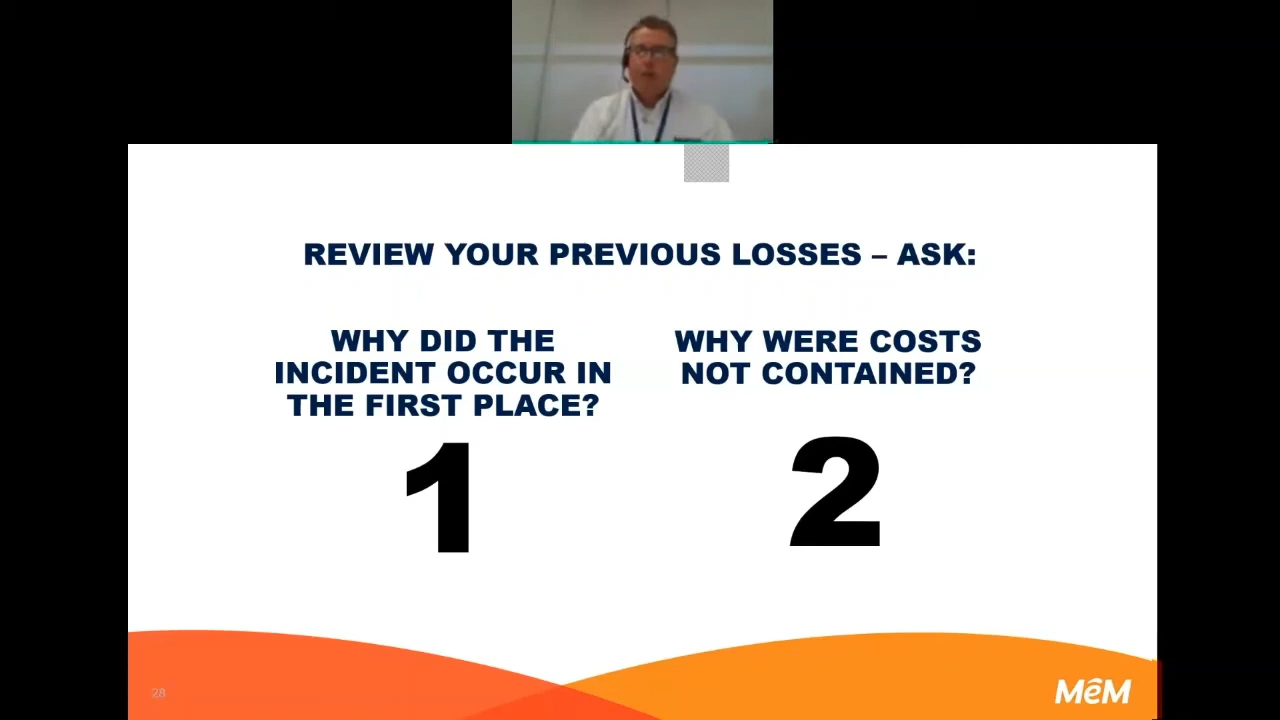 REVIEW YOUR PREVIOUS LOSSES – ASK:
WHY DID THE
INCIDENT OCCUR IN
THE FIRST PLACE?
1
WHY WERE COSTS
NOT CONTAINED?
2
28
MêM